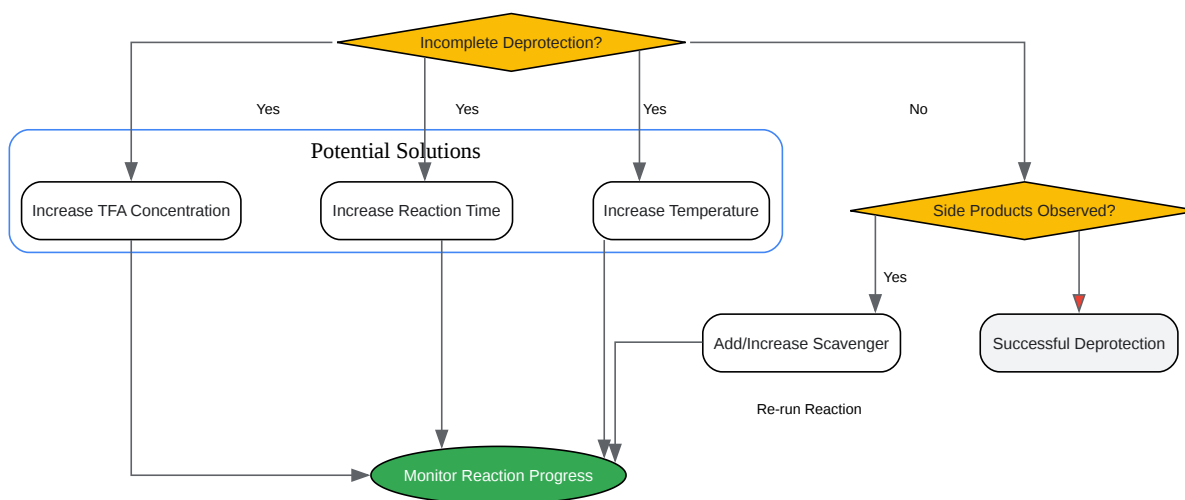 Incomplete Deprotection?
Yes
Yes
Yes
No
Potential Solutions
Increase TFA Concentration
Increase Reaction Time
Increase Temperature
Side Products Observed?
Yes
Add/Increase Scavenger
Successful Deprotection
Re-run Reaction
Monitor Reaction Progress